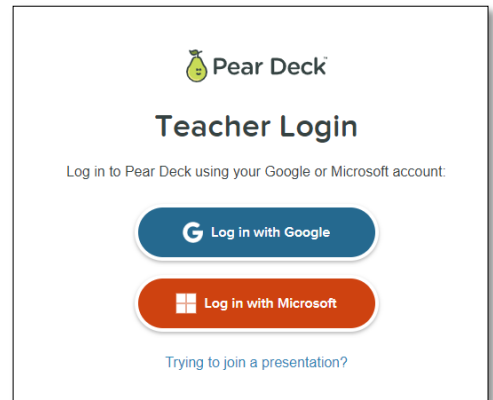 Pear Deck™
Teacher Login
Log in to Pear Deck using your Google or Microsoft account:
G Log in with Google
Log in with Microsoft
Trying to join a presentation?